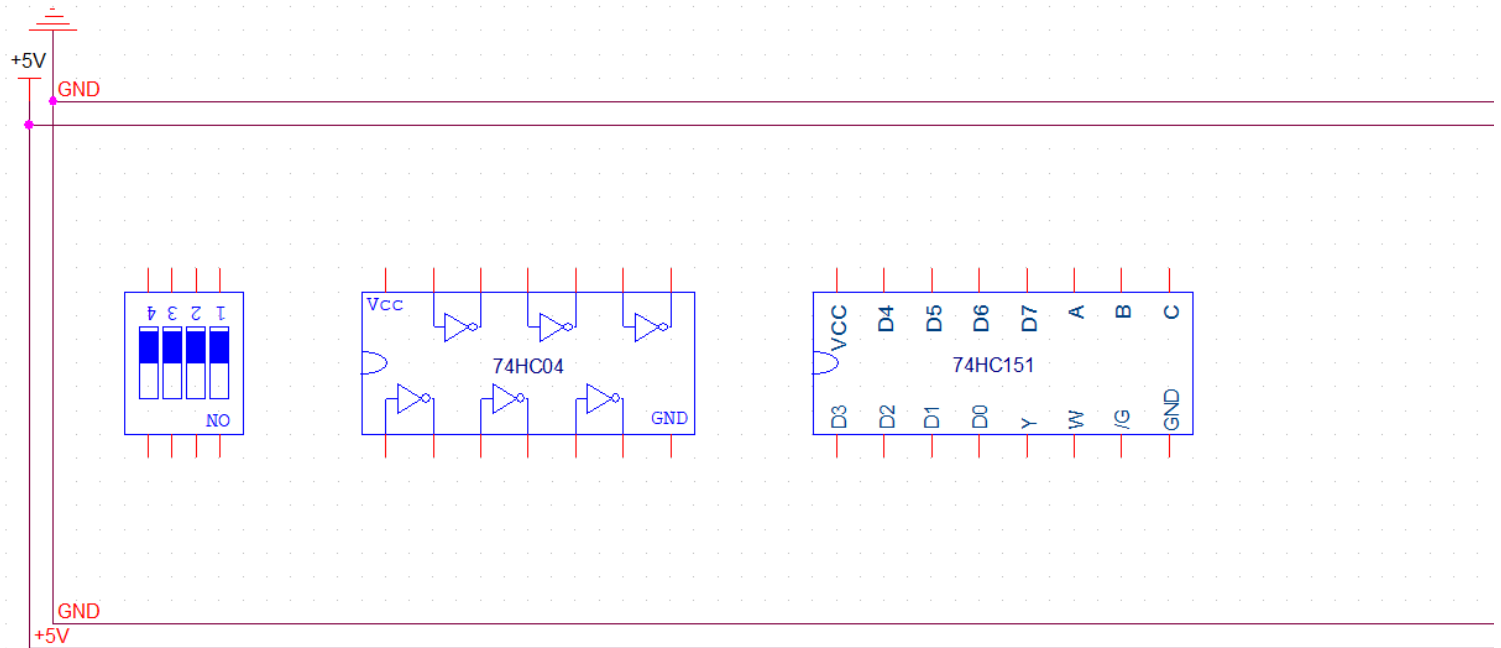 +5V
GND
4 3 2 1
ON
Vcc
74HC04
GND
VCC D4 D5 D6 D7 A B C
74HC151
D3 D2 D1 D0 Y W /G GND
GND
+5V